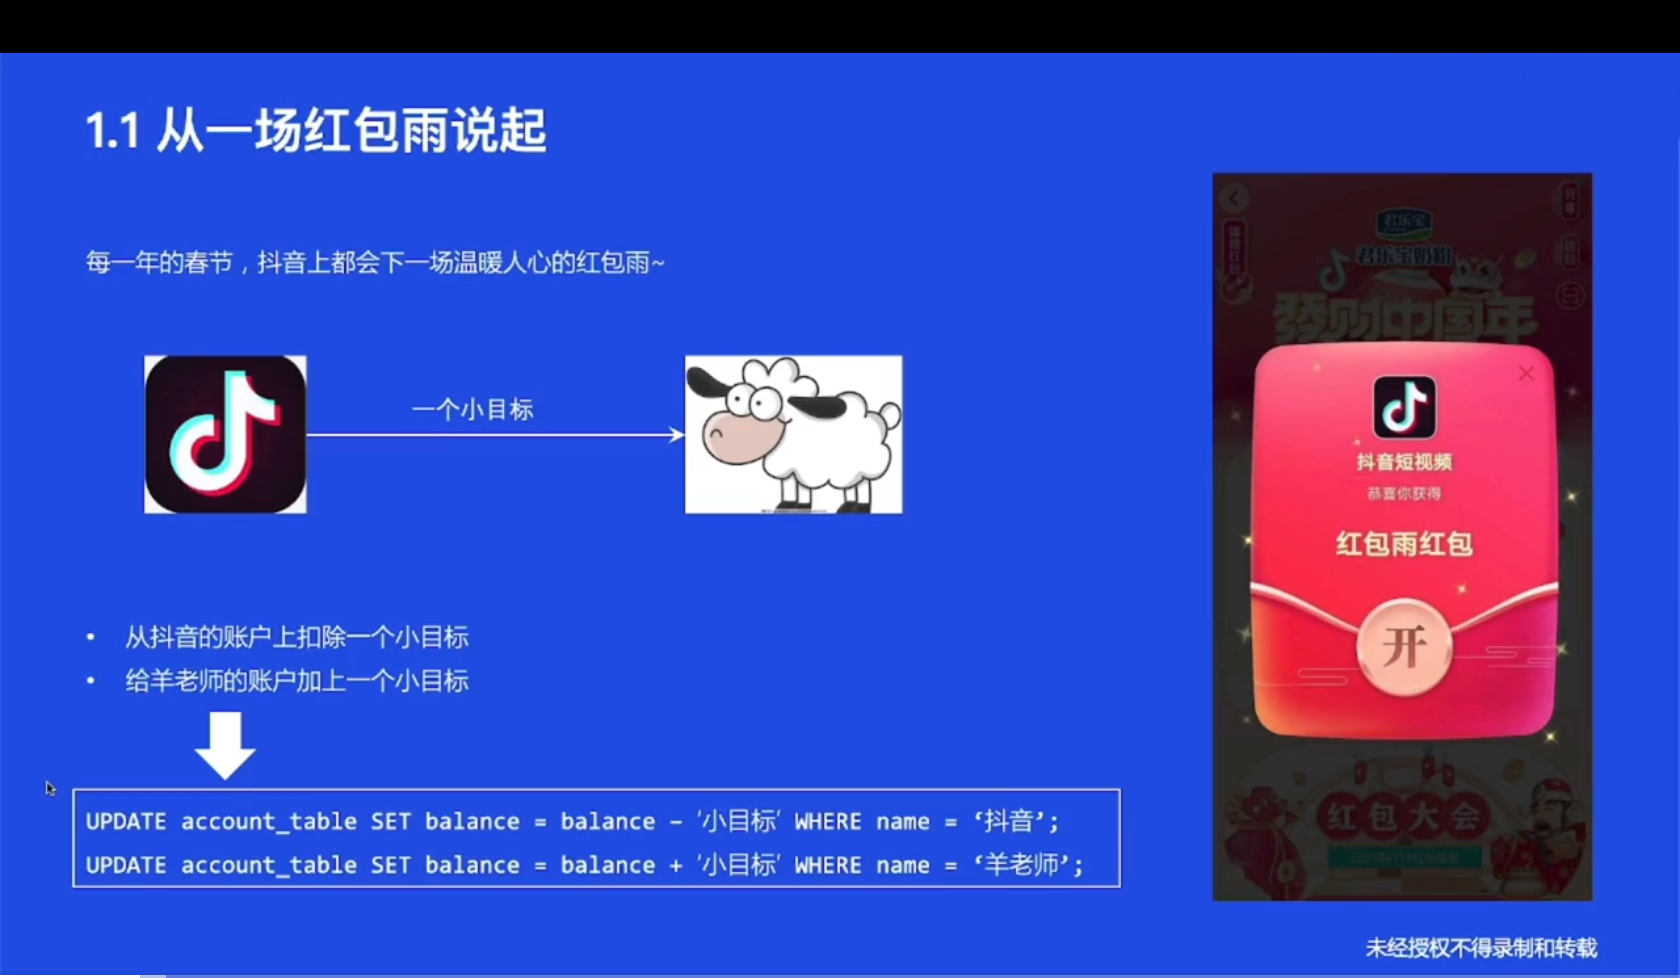 1.1 从一场红包雨说起
每一年的春节，抖音上都会下一场温暖人心的红包雨~
一个小目标
• 从抖音的账户上扣除一个小目标
• 给羊老师的账户加上一个小目标
UPDATE account_table SET balance = balance – '小目标' WHERE name = ‘抖音’;
UPDATE account_table SET balance = balance + '小目标' WHERE name = ‘羊老师’;
分享
君乐宝
君乐宝奶粉
發财中国年
抖音短视频
恭喜你获得
红包雨红包
开
红包大会
未经授权不得录制和转载